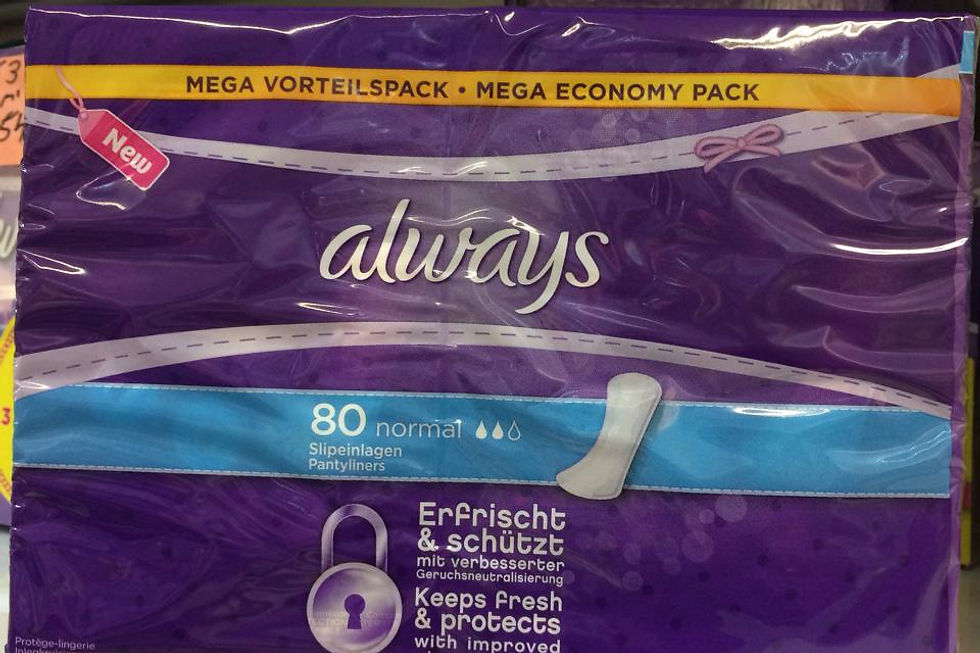 MEGA VORTEILSPACK • MEGA ECONOMY PACK
New
always
80 normal
Slipeinlagen
Pantyliners
Erfrischt
& schützt
mit verbesserter
Geruchsneutralisierung
Keeps fresh
& protects
with improved
Protège-lingerie